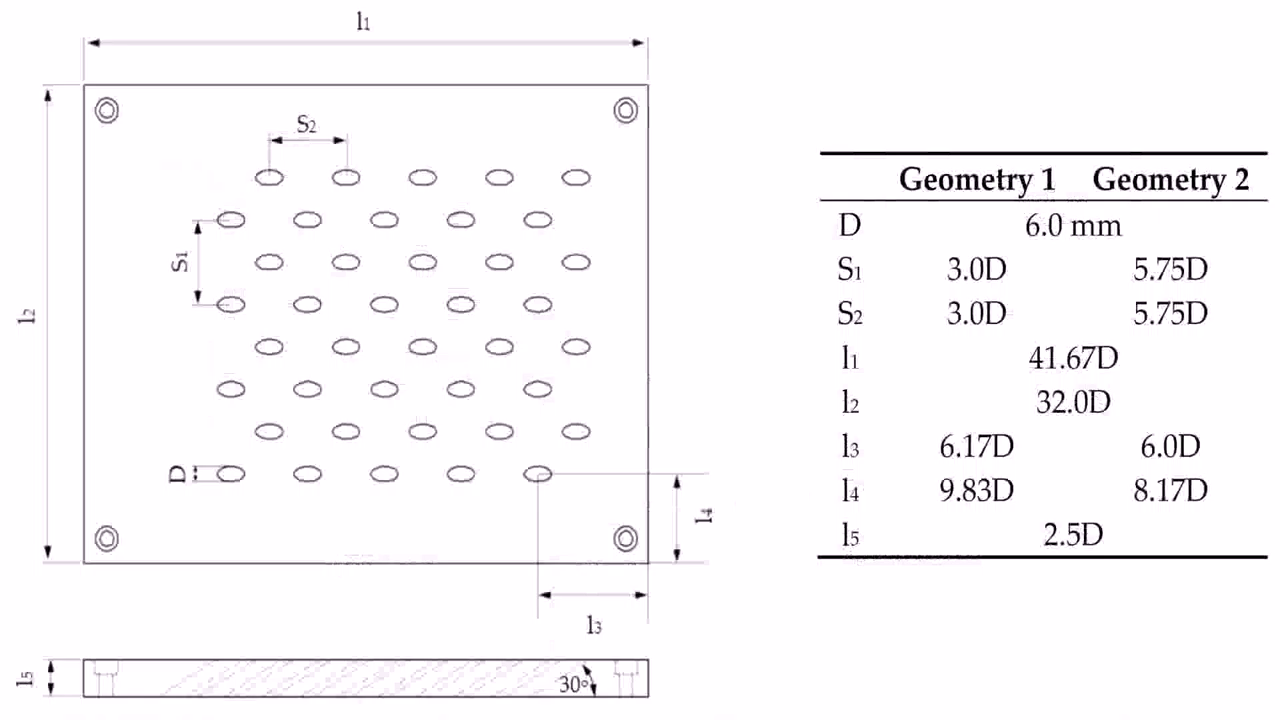 l1
S2
S1
l2
D
l4
l3
l5
30°
Geometry 1 Geometry 2
D 6.0 mm
S1 3.0D 5.75D
S2 3.0D 5.75D
l1 41.67D
l2 32.0D
l3 6.17D 6.0D
l4 9.83D 8.17D
l5 2.5D